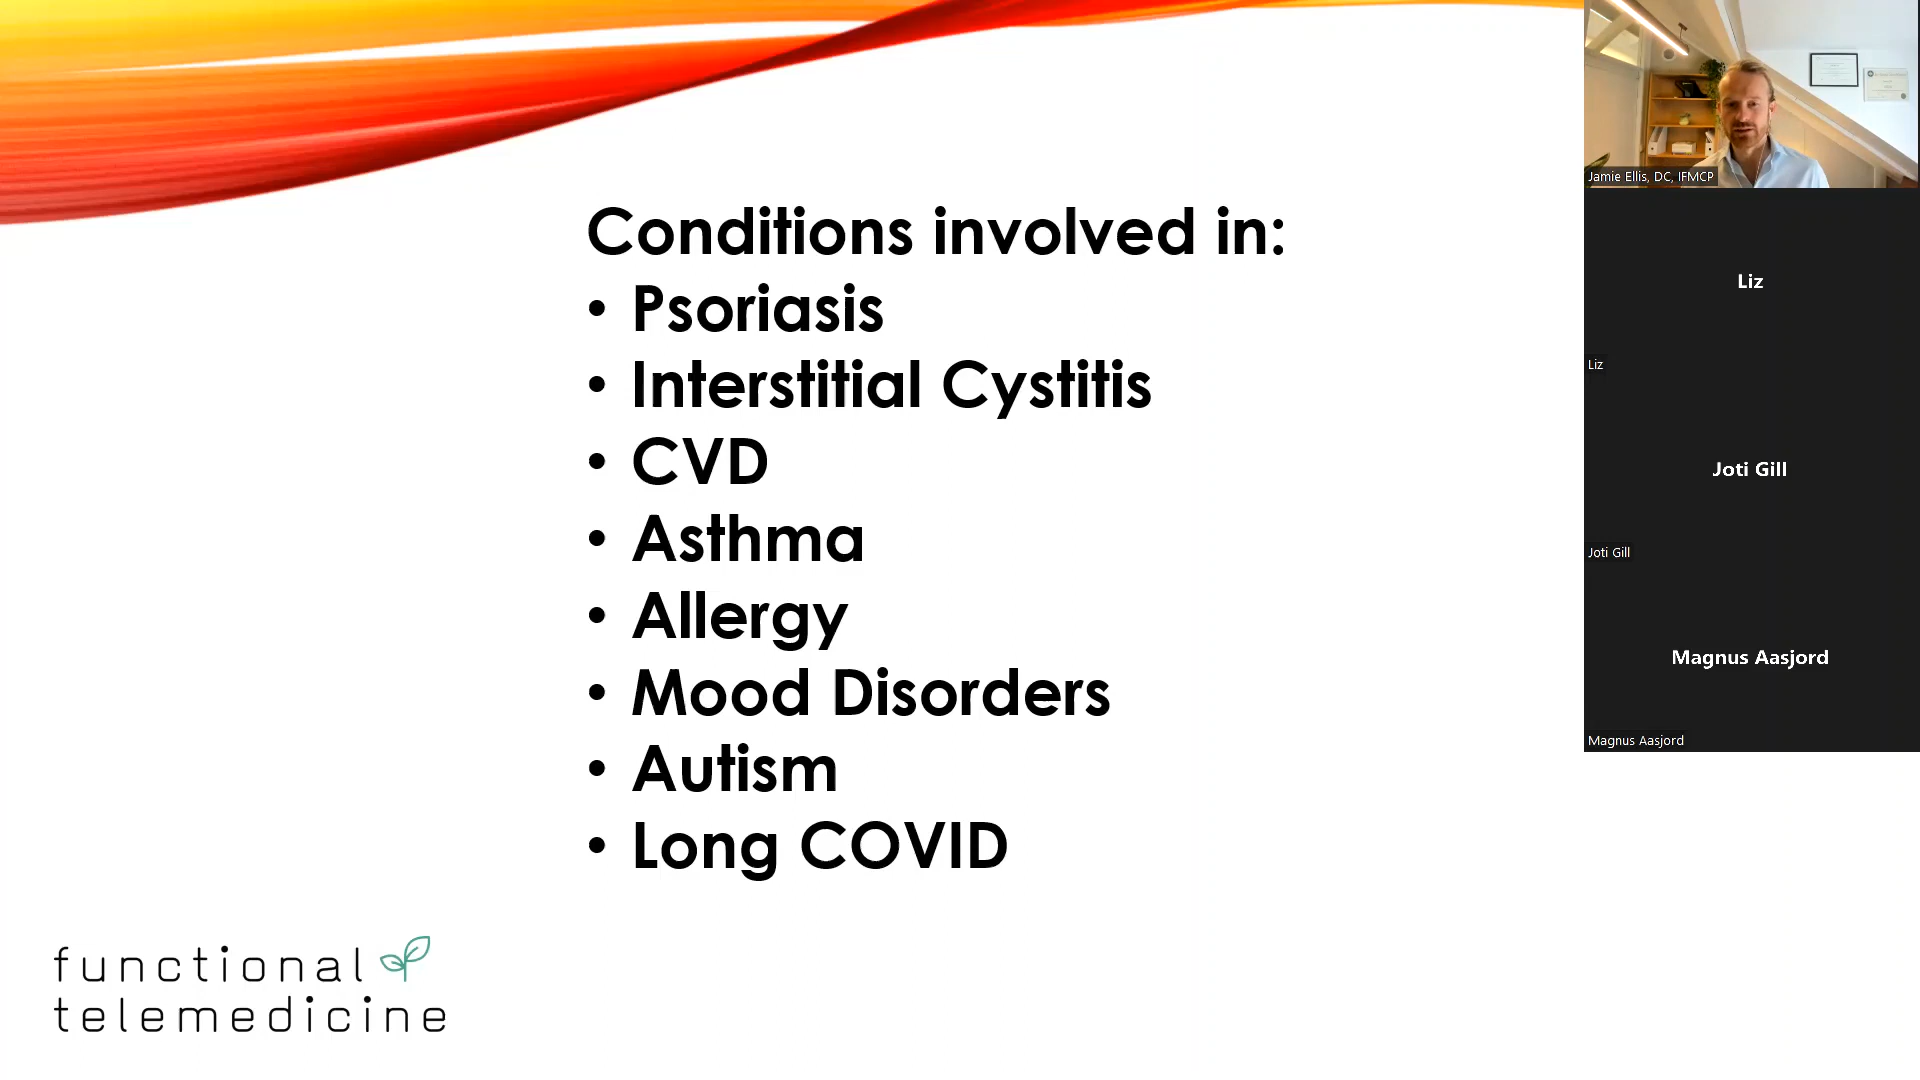 Conditions involved in:
• Psoriasis
• Interstitial Cystitis
• CVD
• Asthma
• Allergy
• Mood Disorders
• Autism
• Long COVID
functional
telemedicine
Jamie Ellis, DC, IFMCP
Liz
Liz
Joti Gill
Joti Gill
Magnus Aasjord
Magnus Aasjord